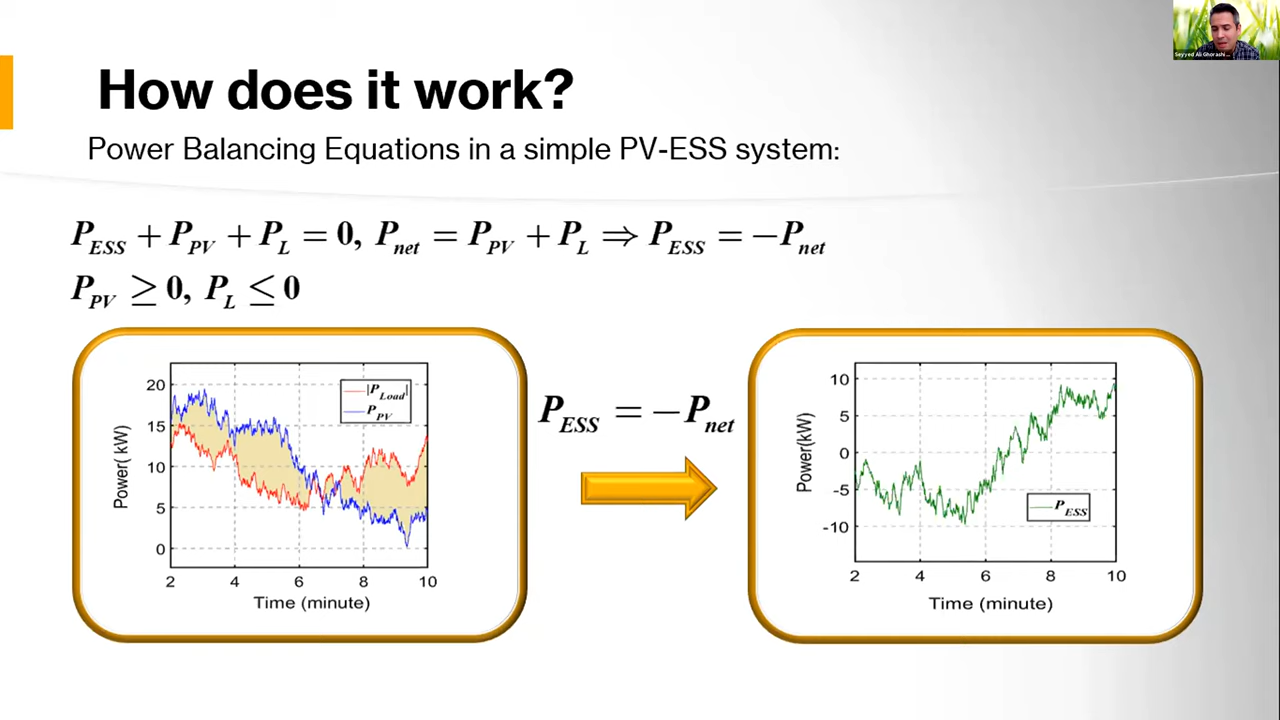 Seyyed Ali Ghorashi...
How does it work?
Power Balancing Equations in a simple PV-ESS system:
P_ESS + P_PV + P_L = 0, P_net = P_PV + P_L ⇒ P_ESS = −P_net
P_PV ≥ 0, P_L ≤ 0
Power( kW)
20
15
10
5
0
|P_Load|
P_PV
2 4 6 8 10
Time (minute)
P_ESS = −P_net
Power(kW)
10
5
0
-5
-10
P_ESS
2 4 6 8 10
Time (minute)